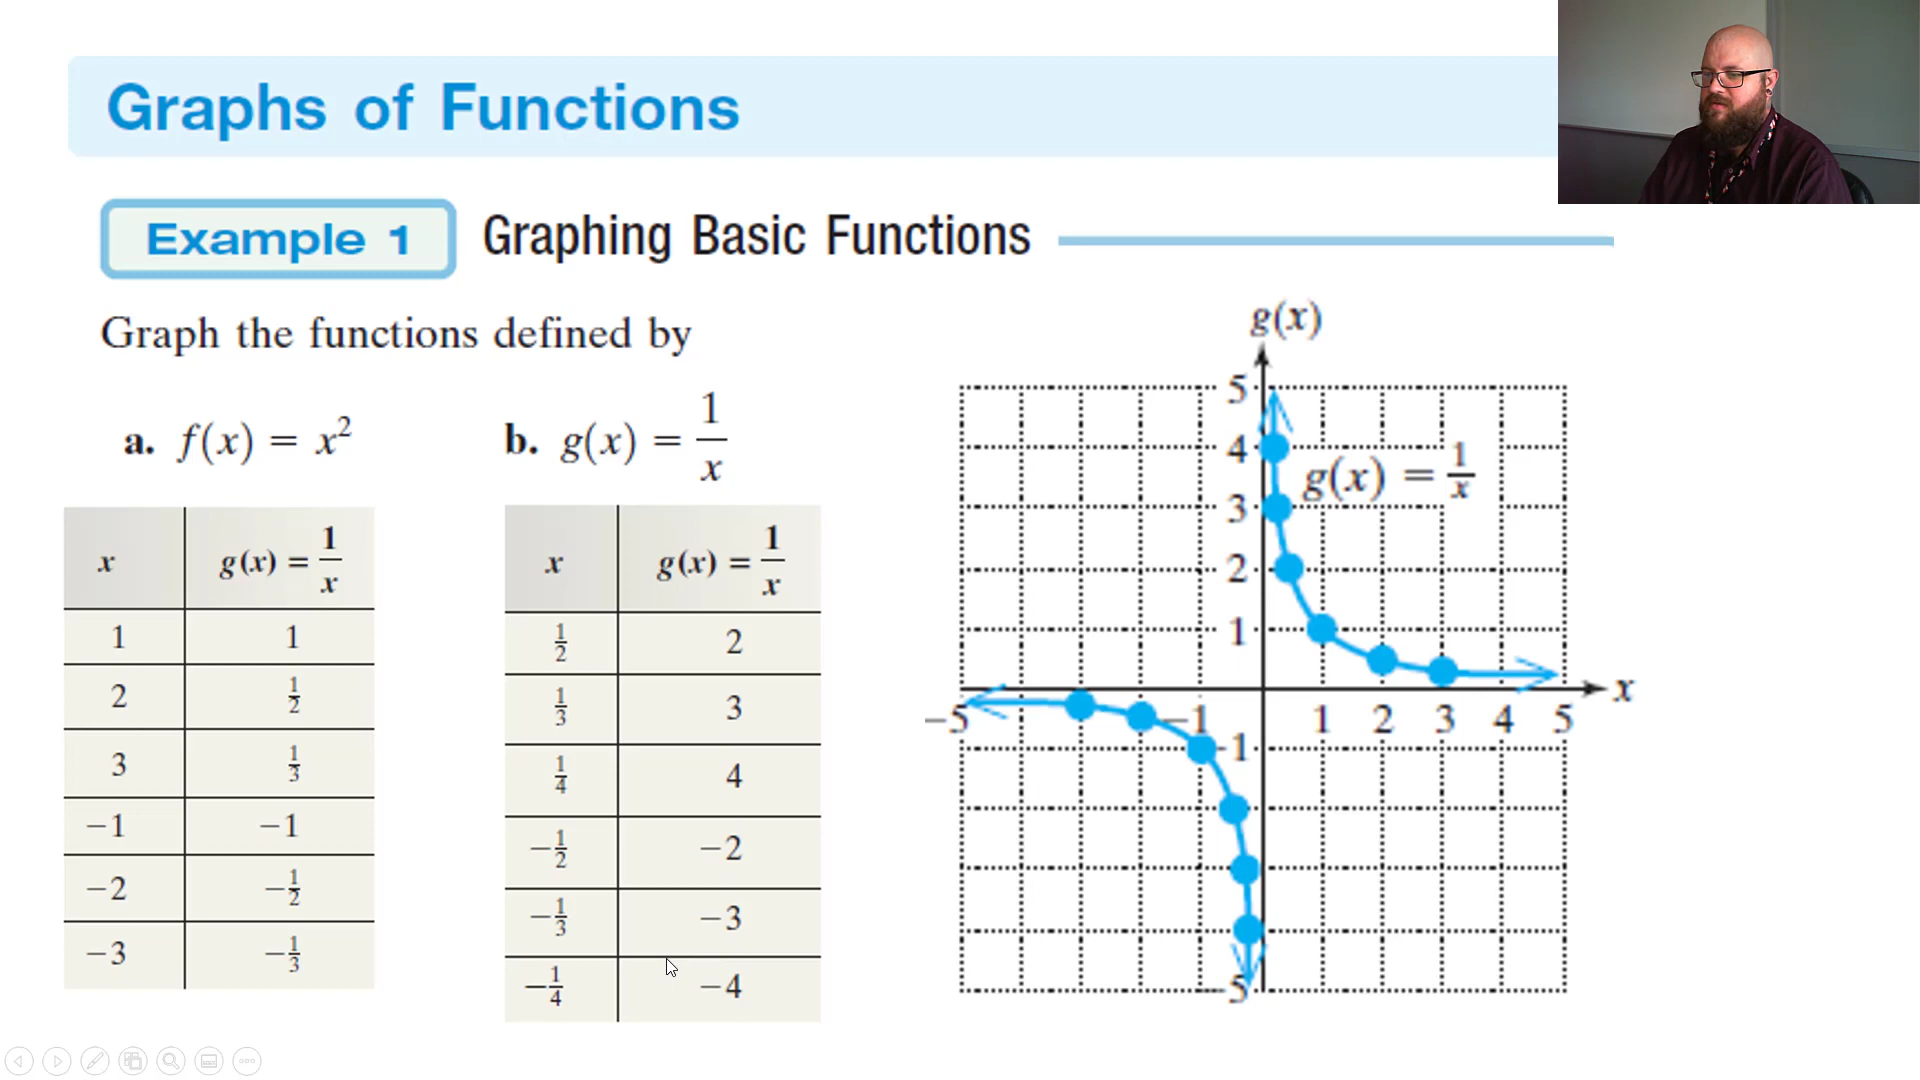 Graphs of Functions
Example 1 Graphing Basic Functions
Graph the functions defined by
a. f(x) = x²
b. g(x) = 1/x
x g(x) = 1/x
1 1
2 1/2
3 1/3
−1 −1
−2 −1/2
−3 −1/3
x g(x) = 1/x
1/2 2
1/3 3
1/4 4
−1/2 −2
−1/3 −3
−1/4 −4
g(x)
5
4
g(x) = 1/x
3
2
1
x
−5 −1 1 2 3 4 5
−1
−5